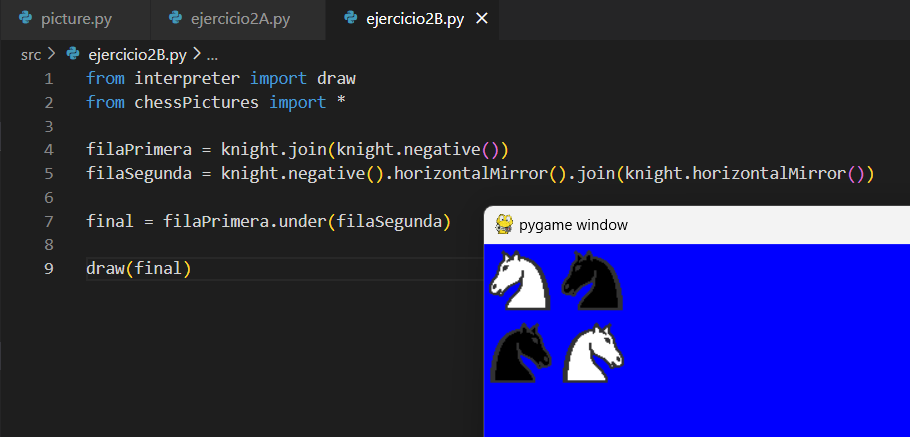 picture.py ejercicio2A.py ejercicio2B.py
src > ejercicio2B.py > ...
1 from interpreter import draw
2 from chessPictures import *
3
4 filaPrimera = knight.join(knight.negative())
5 filaSegunda = knight.negative().horizontalMirror().join(knight.horizontalMirror())
6
7 final = filaPrimera.under(filaSegunda)
8
9 draw(final)
pygame window